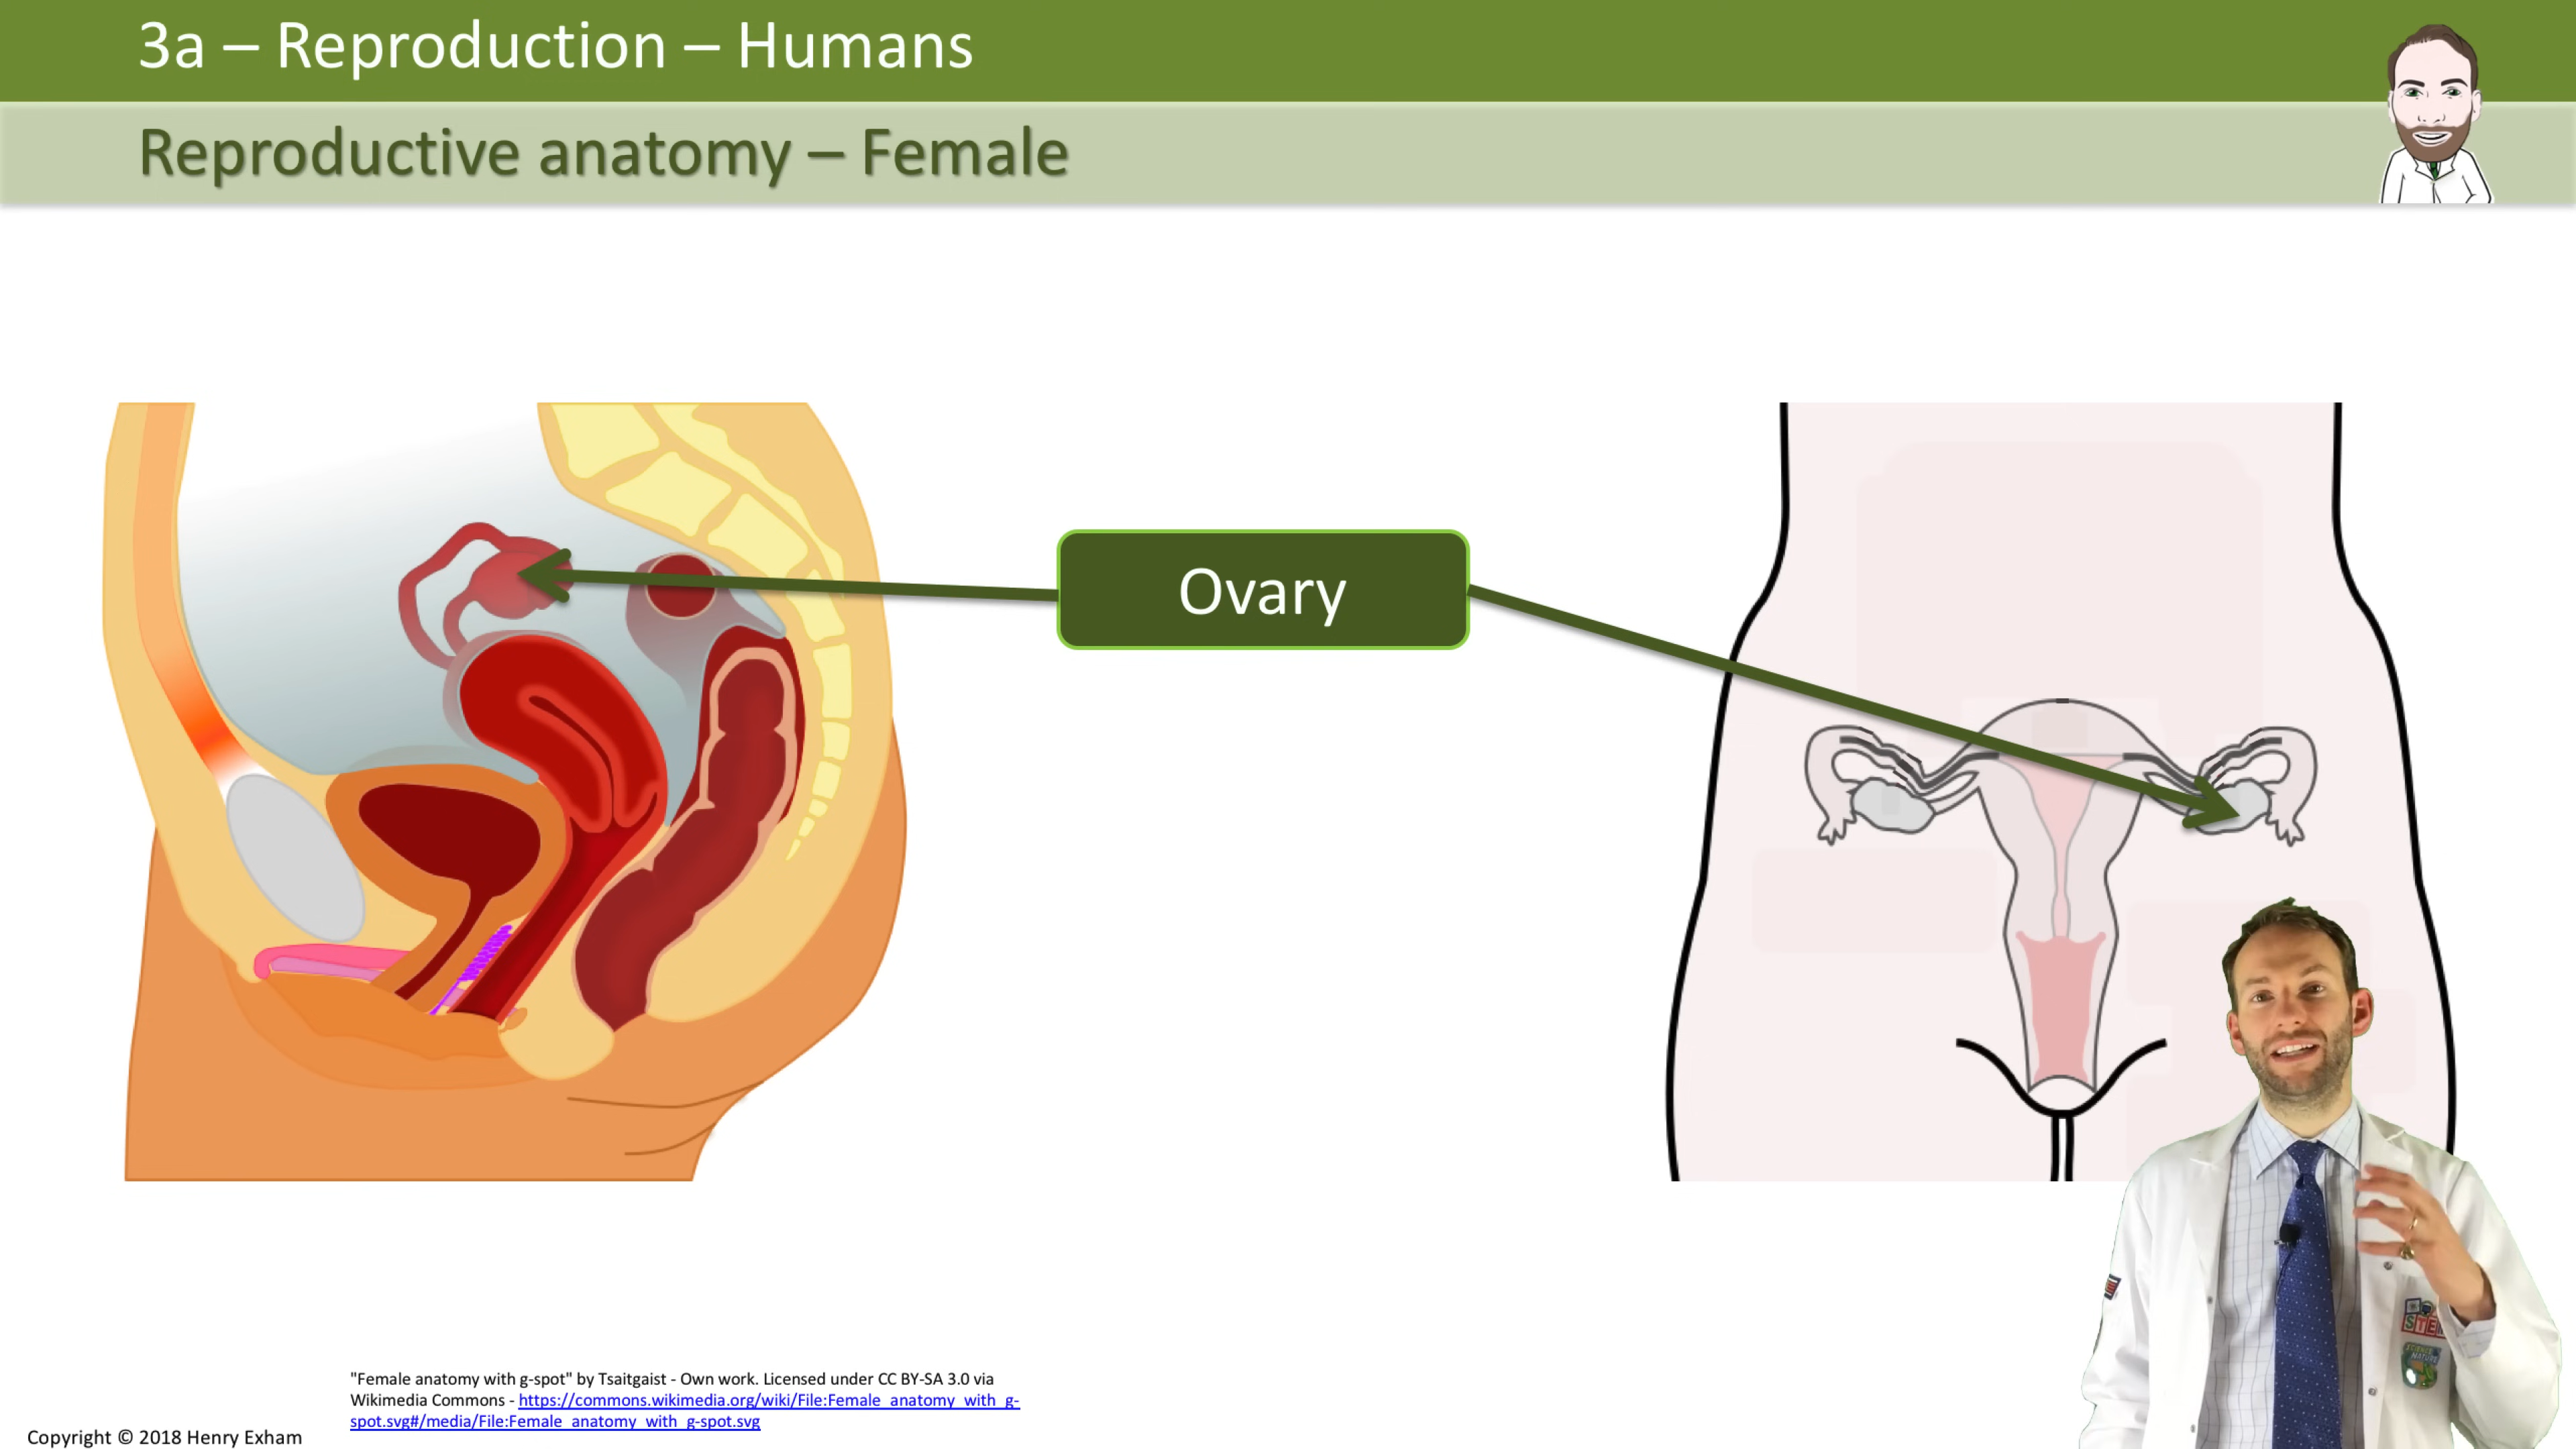 3a – Reproduction – Humans
Reproductive anatomy – Female
Ovary
"Female anatomy with g-spot" by Tsaitgaist - Own work. Licensed under CC BY-SA 3.0 via
Wikimedia Commons - https://commons.wikimedia.org/wiki/File:Female_anatomy_with_g-
spot.svg#/media/File:Female_anatomy_with_g-spot.svg
Copyright © 2018 Henry Exham